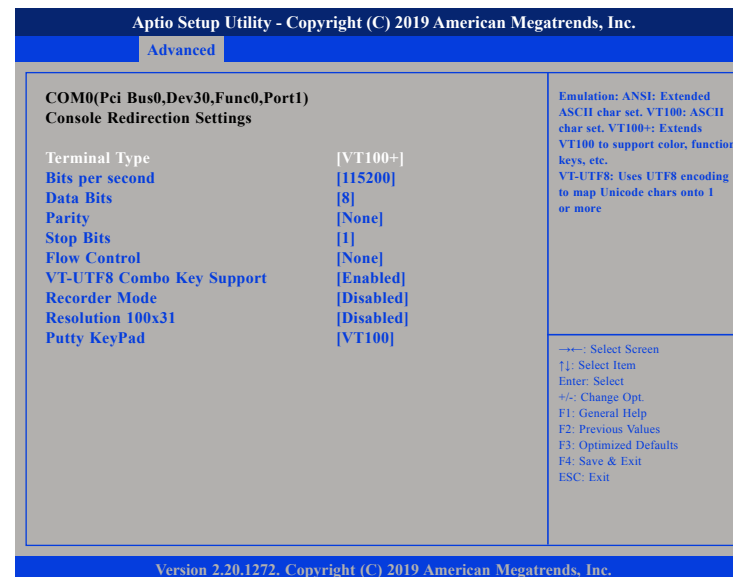 Aptio Setup Utility - Copyright (C) 2019 American Megatrends, Inc.
Advanced
COM0(Pci Bus0,Dev30,Func0,Port1)
Console Redirection Settings
Terminal Type [VT100+]
Bits per second [115200]
Data Bits [8]
Parity [None]
Stop Bits [1]
Flow Control [None]
VT-UTF8 Combo Key Support [Enabled]
Recorder Mode [Disabled]
Resolution 100x31 [Disabled]
Putty KeyPad [VT100]
Emulation: ANSI: Extended
ASCII char set. VT100: ASCII
char set. VT100+: Extends
VT100 to support color, function
keys, etc.
VT-UTF8: Uses UTF8 encoding
to map Unicode chars onto 1
or more
→←: Select Screen
↑↓: Select Item
Enter: Select
+/-: Change Opt.
F1: General Help
F2: Previous Values
F3: Optimized Defaults
F4: Save & Exit
ESC: Exit
Version 2.20.1272. Copyright (C) 2019 American Megatrends, Inc.